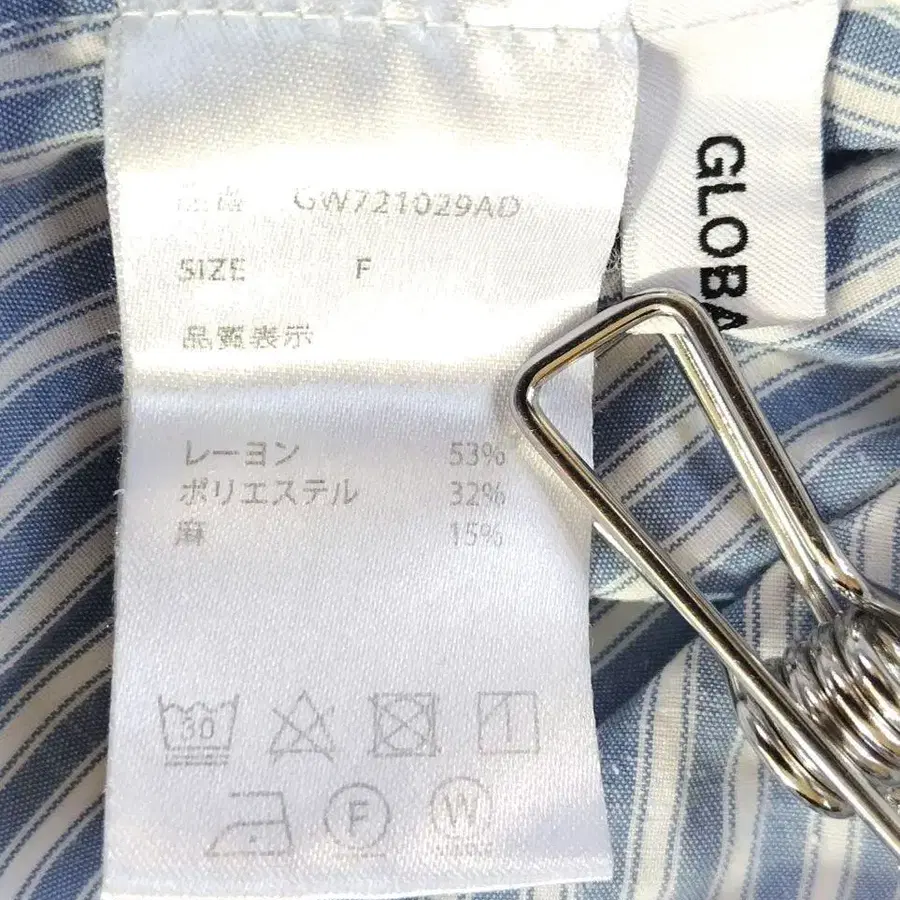 品番 GW721029AD
SIZE F
品質表示
レーヨン 53%
ポリエステル 32%
麻 15%
30
F
W
GLOBA